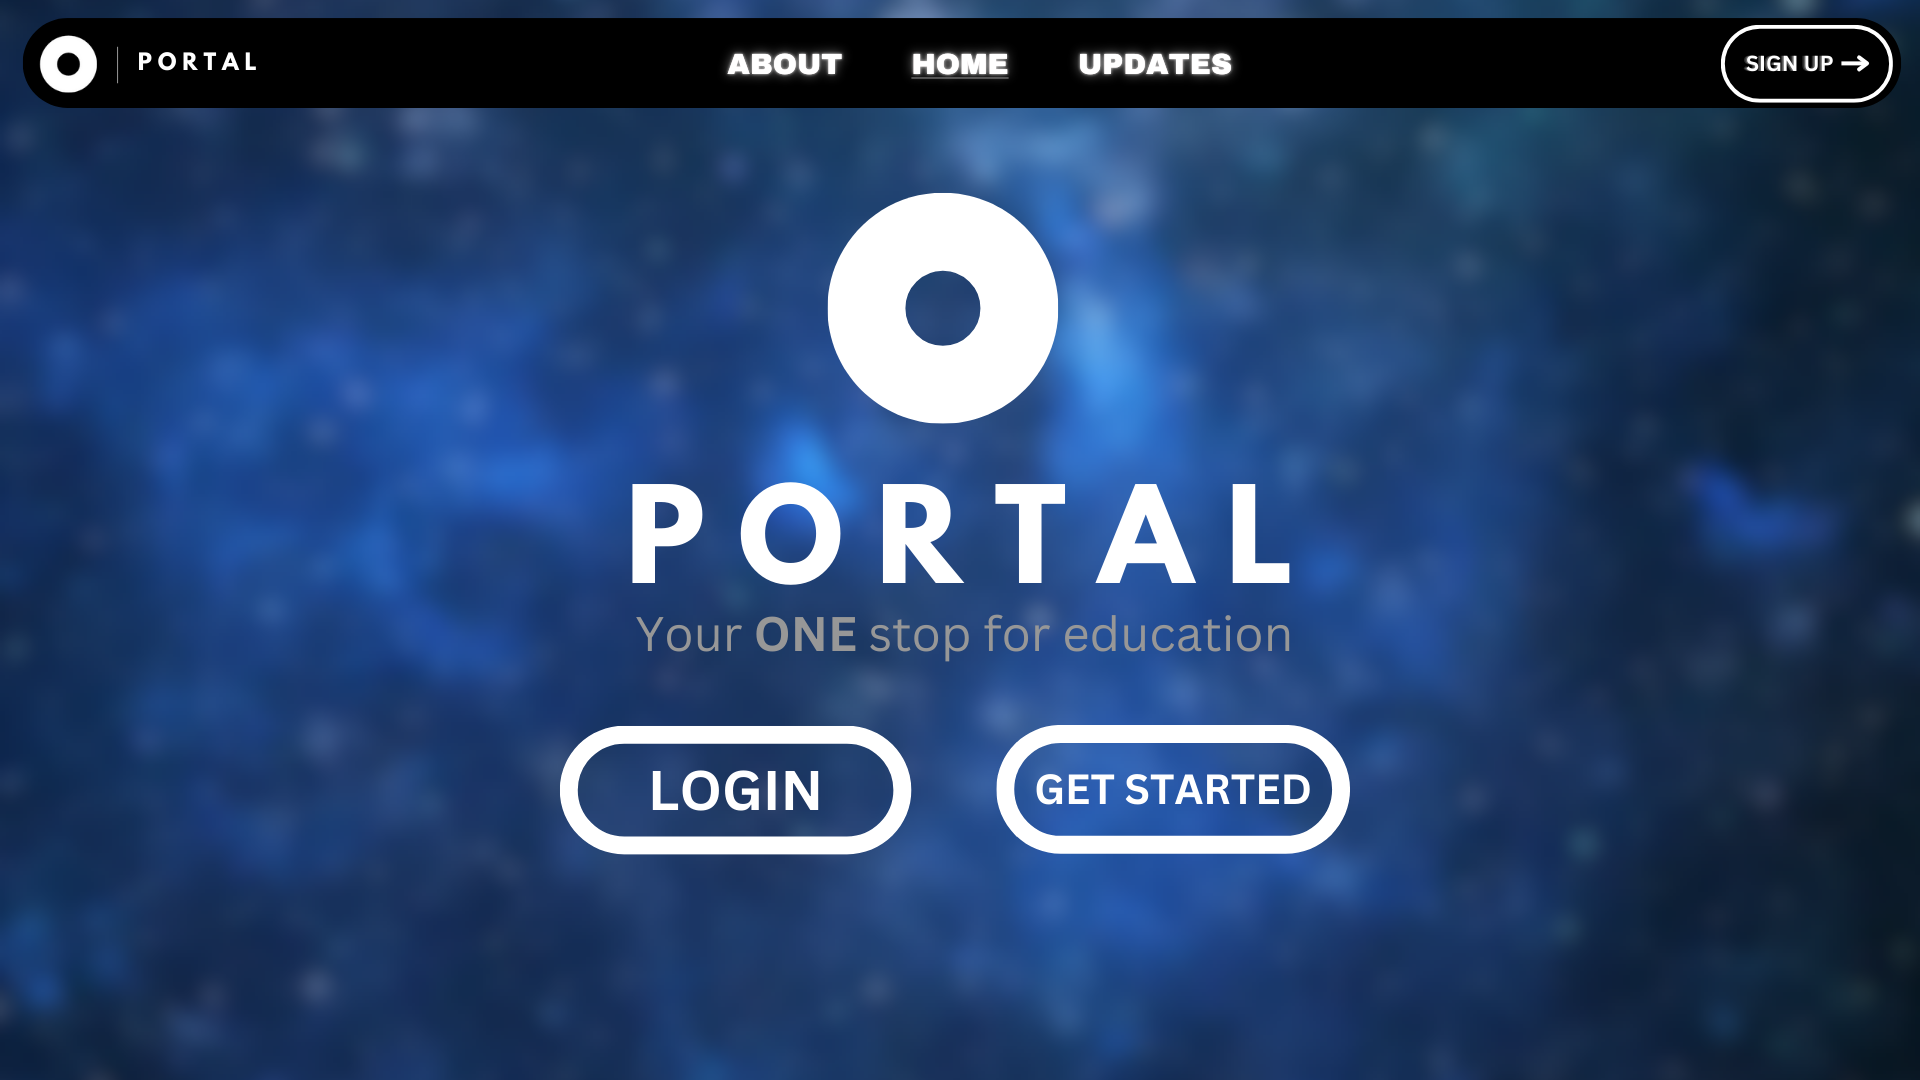 PORTAL
ABOUT HOME UPDATES
SIGN UP
PORTAL
Your ONE stop for education
LOGIN
GET STARTED